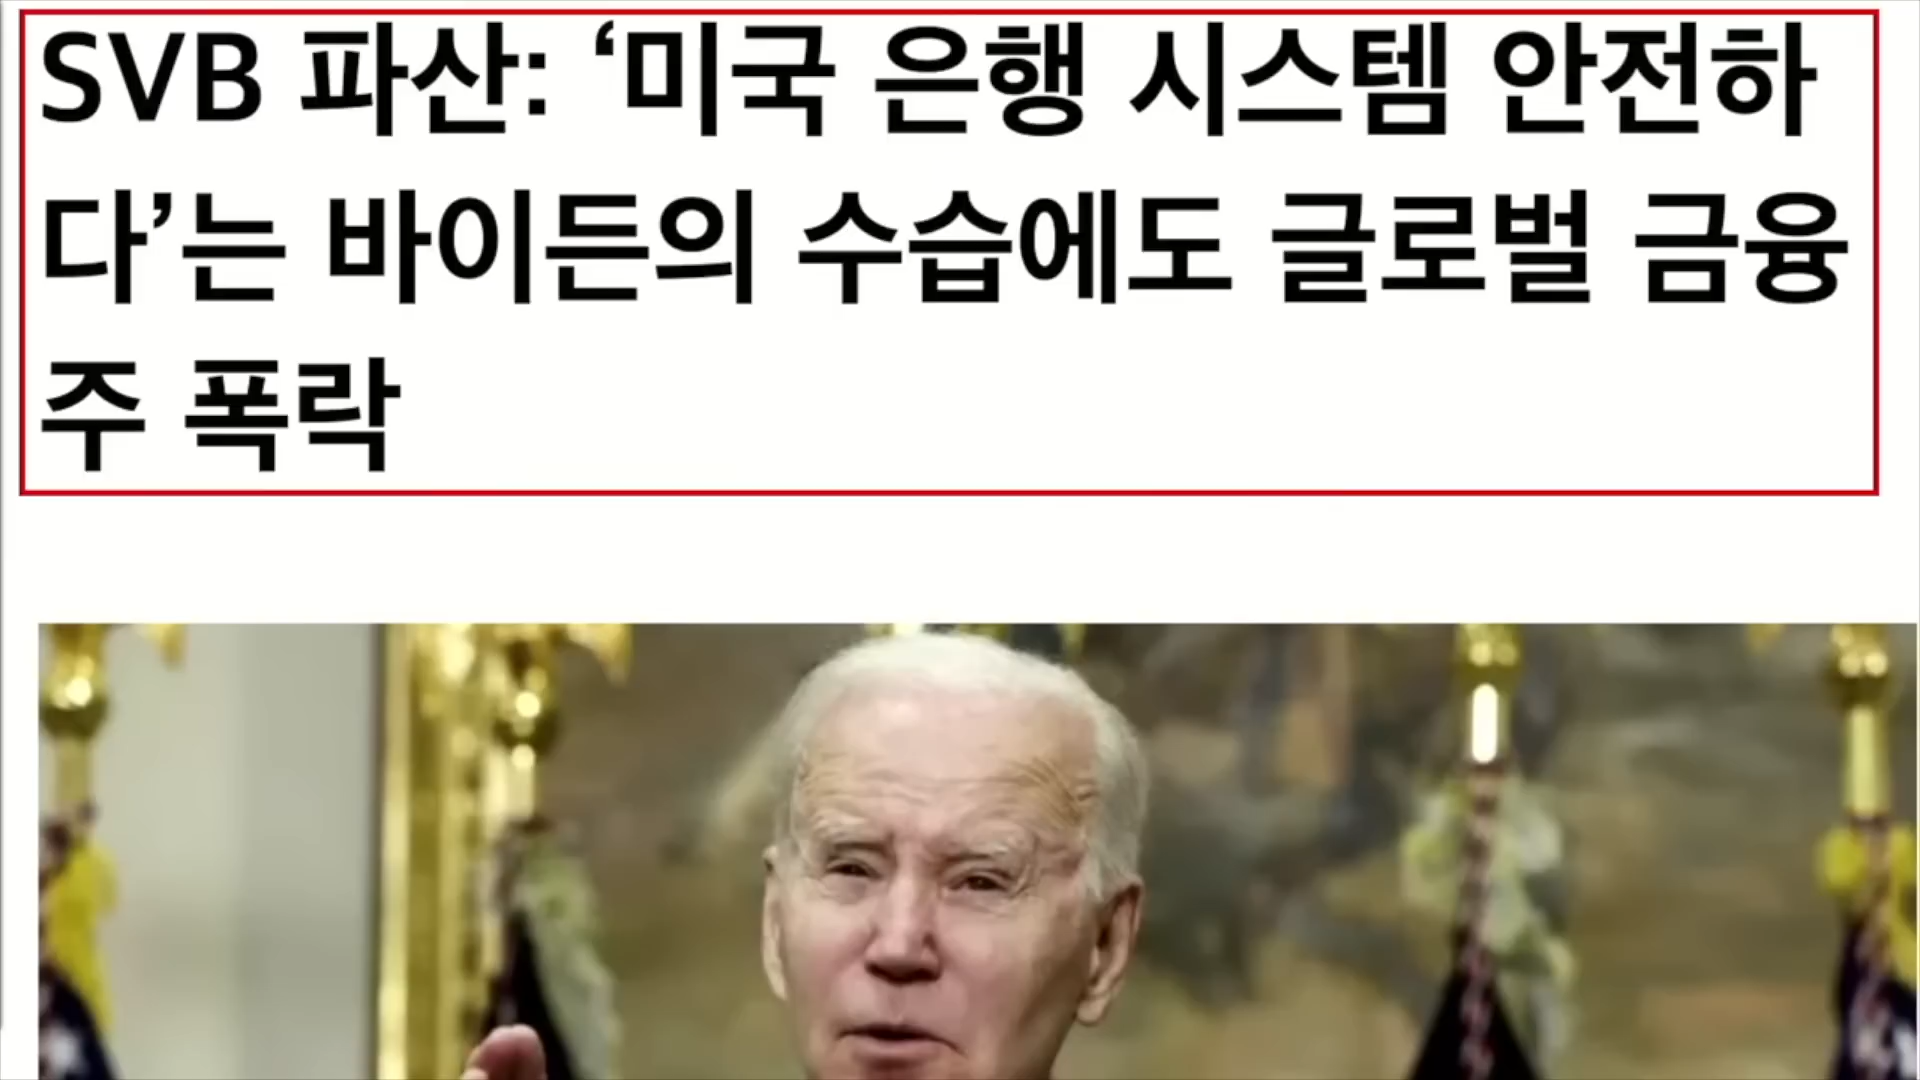 SVB 파산: ‘미국 은행 시스템 안전하
다’는 바이든의 수습에도 글로벌 금융
주 폭락